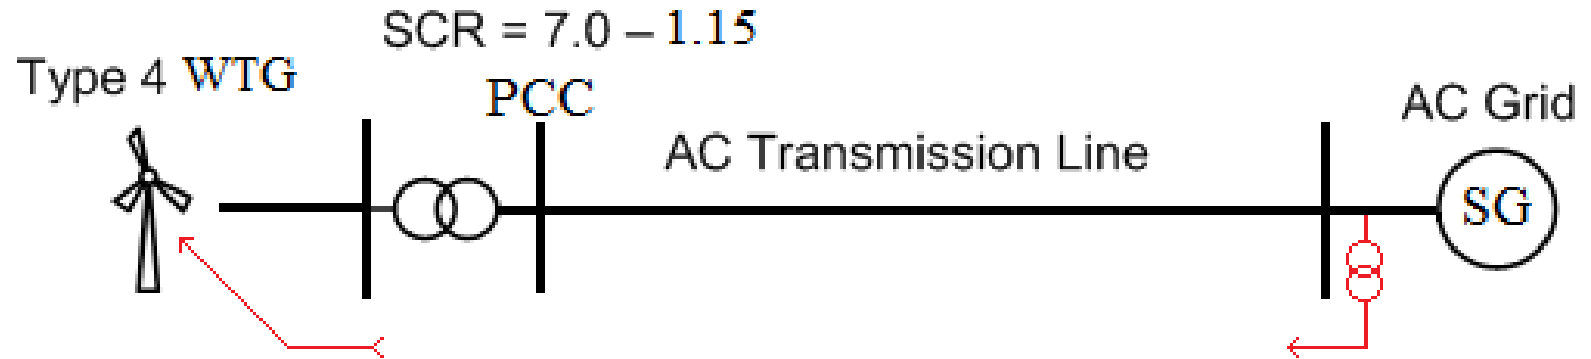 SCR = 7.0 – 1.15
Type 4 WTG
PCC
AC Grid
AC Transmission Line
SG